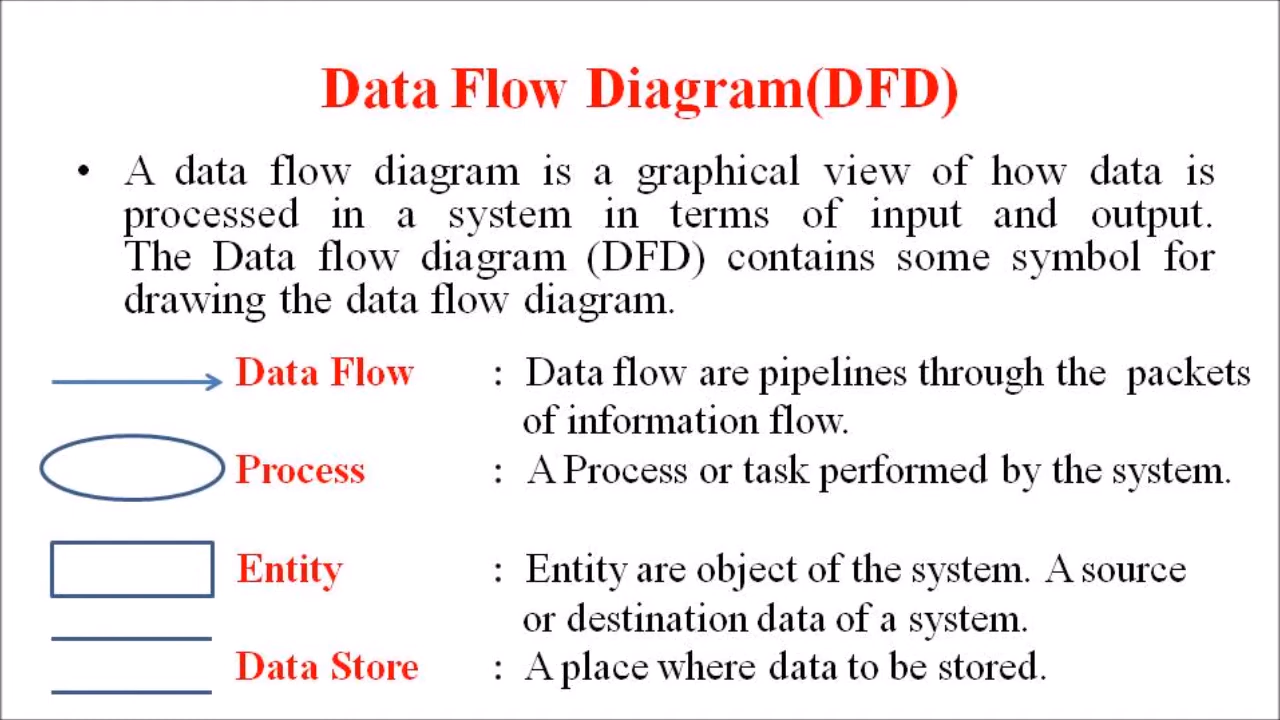 Data Flow Diagram(DFD)
• A data flow diagram is a graphical view of how data is
processed in a system in terms of input and output.
The Data flow diagram (DFD) contains some symbol for
drawing the data flow diagram.
Data Flow : Data flow are pipelines through the packets
of information flow.
Process : A Process or task performed by the system.
Entity : Entity are object of the system. A source
or destination data of a system.
Data Store : A place where data to be stored.